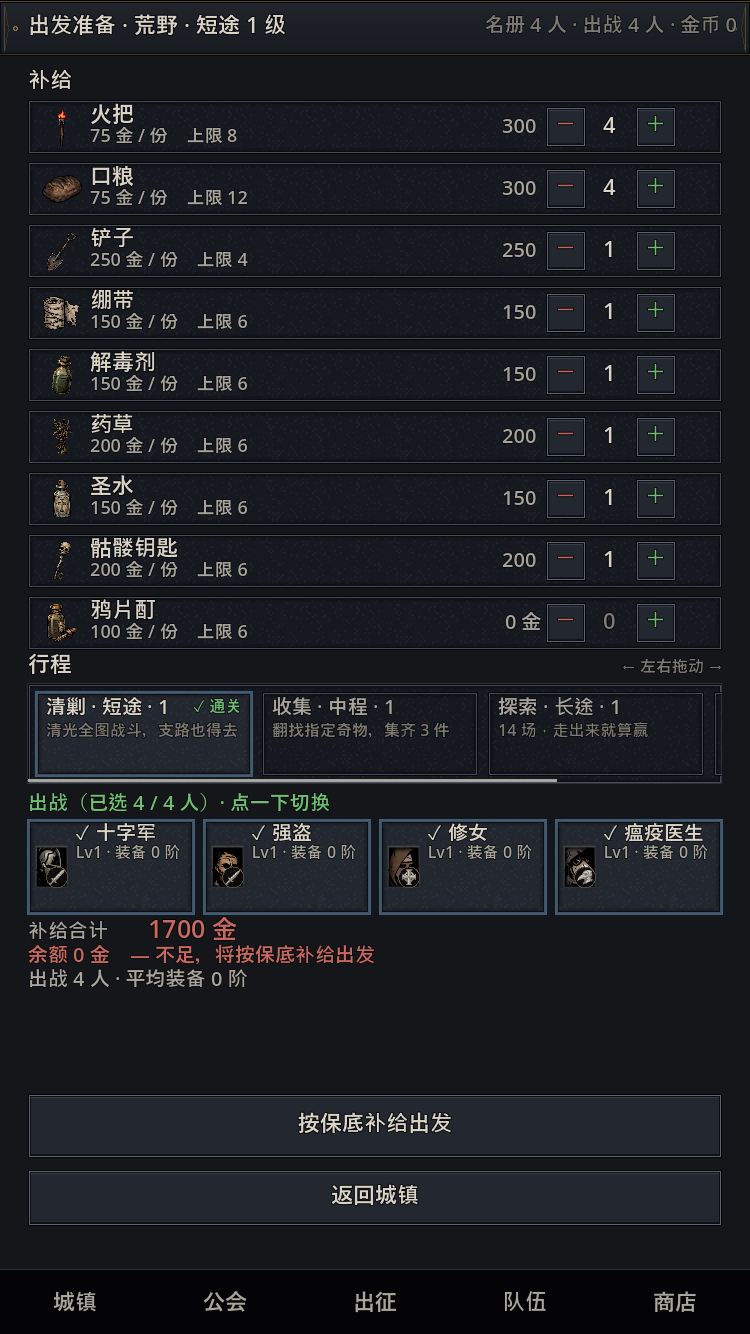 出发准备 · 荒野 · 短途 1 级
名册 4 人 · 出战 4 人 · 金币 0
补给
火把
75 金 / 份 上限 8
300 − 4 +
口粮
75 金 / 份 上限 12
300 − 4 +
铲子
250 金 / 份 上限 4
250 − 1 +
绷带
150 金 / 份 上限 6
150 − 1 +
解毒剂
150 金 / 份 上限 6
150 − 1 +
药草
200 金 / 份 上限 6
200 − 1 +
圣水
150 金 / 份 上限 6
150 − 1 +
骷髅钥匙
200 金 / 份 上限 6
200 − 1 +
鸦片酊
100 金 / 份 上限 6
0 金 − 0 +
行程
← 左右拖动 →
清剿 · 短途 · 1 ✓ 通关
清光全图战斗，支路也得去
收集 · 中程 · 1
翻找指定奇物，集齐 3 件
探索 · 长途 · 1
14 场 · 走出来就算赢
出战（已选 4 / 4 人）· 点一下切换
✓ 十字军
Lv1 · 装备 0 阶
✓ 强盗
Lv1 · 装备 0 阶
✓ 修女
Lv1 · 装备 0 阶
✓ 瘟疫医生
Lv1 · 装备 0 阶
补给合计 1700 金
余额 0 金 — 不足，将按保底补给出发
出战 4 人 · 平均装备 0 阶
按保底补给出发
返回城镇
城镇 公会 出征 队伍 商店